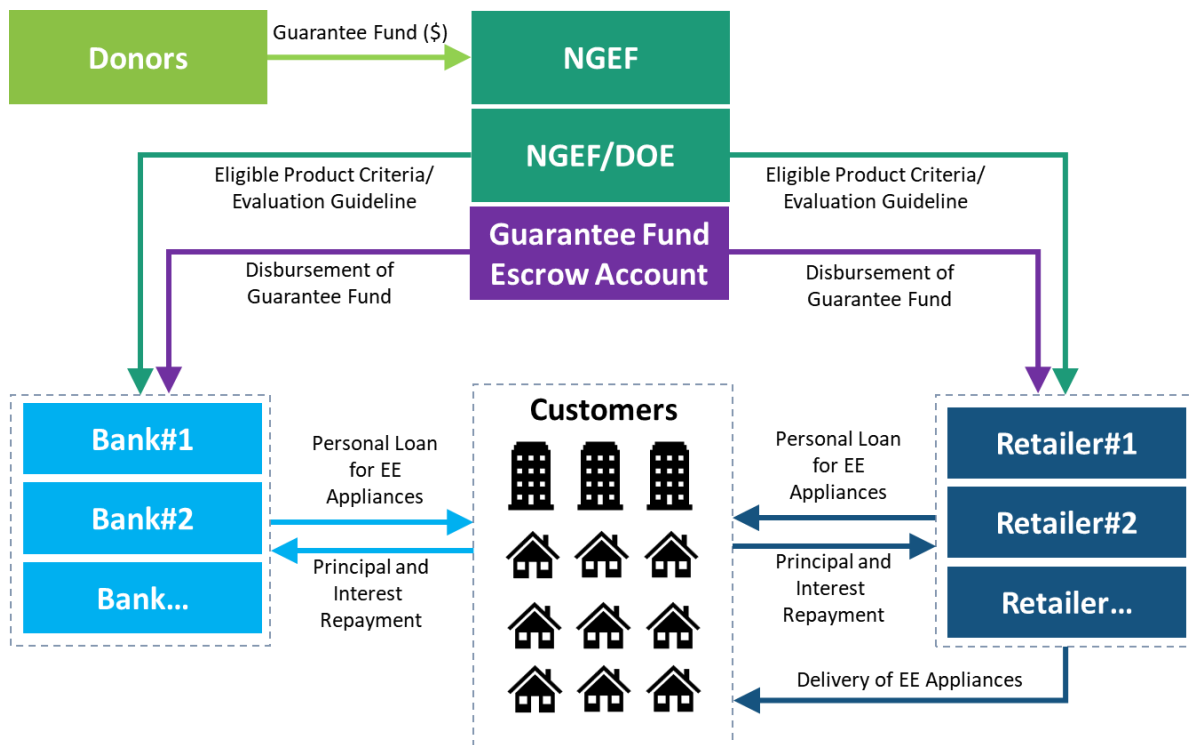 Donors
Guarantee Fund ($)
NGEF
NGEF/DOE
Eligible Product Criteria/
Evaluation Guideline
Eligible Product Criteria/
Evaluation Guideline
Guarantee Fund
Escrow Account
Disbursement of
Guarantee Fund
Disbursement of
Guarantee Fund
Bank#1
Bank#2
Bank...
Personal Loan
for EE
Appliances
Principal and
Interest
Repayment
Customers
Personal Loan
for EE
Appliances
Principal and
Interest
Repayment
Retailer#1
Retailer#2
Retailer...
Delivery of EE Appliances